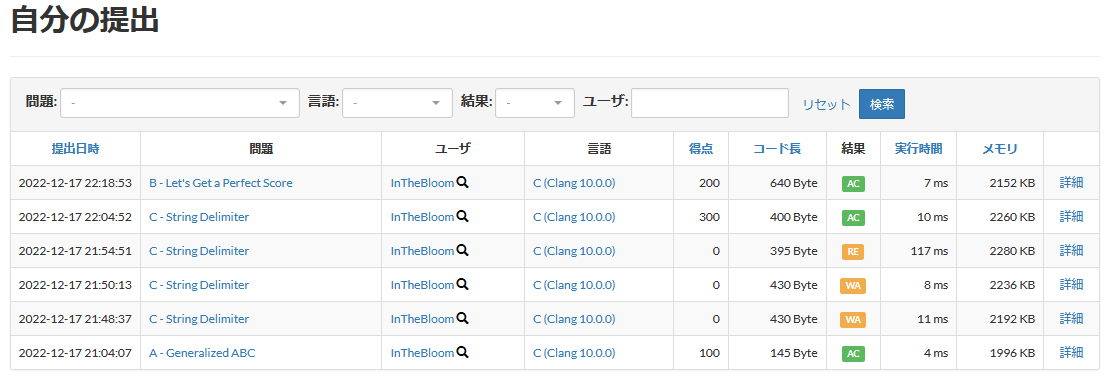 自分の提出
問題: - 言語: - 結果: - ユーザ: リセット 検索
提出日時 問題 ユーザ 言語 得点 コード長 結果 実行時間 メモリ
2022-12-17 22:18:53 B - Let's Get a Perfect Score InTheBloom C (Clang 10.0.0) 200 640 Byte AC 7 ms 2152 KB 詳細
2022-12-17 22:04:52 C - String Delimiter InTheBloom C (Clang 10.0.0) 300 400 Byte AC 10 ms 2260 KB 詳細
2022-12-17 21:54:51 C - String Delimiter InTheBloom C (Clang 10.0.0) 0 395 Byte RE 117 ms 2280 KB 詳細
2022-12-17 21:50:13 C - String Delimiter InTheBloom C (Clang 10.0.0) 0 430 Byte WA 8 ms 2236 KB 詳細
2022-12-17 21:48:37 C - String Delimiter InTheBloom C (Clang 10.0.0) 0 430 Byte WA 11 ms 2192 KB 詳細
2022-12-17 21:04:07 A - Generalized ABC InTheBloom C (Clang 10.0.0) 100 145 Byte AC 4 ms 1996 KB 詳細